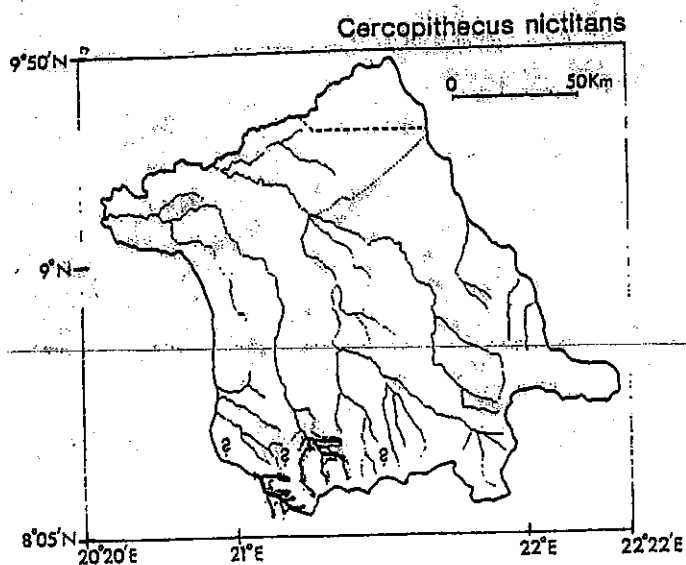 Cercopithecus nictitans
9°50'N
0 50Km
9°N
? ? ?
8°05'N
20°20'E 21°E 22°E 22°22'E